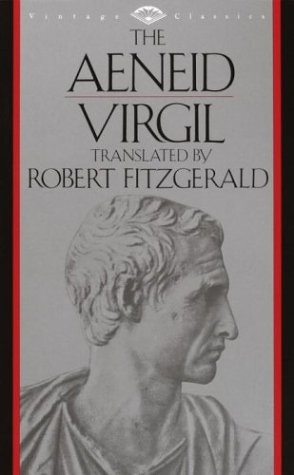 Vintage Classics
THE
AENEID
VIRGIL
TRANSLATED BY
ROBERT FITZGERALD